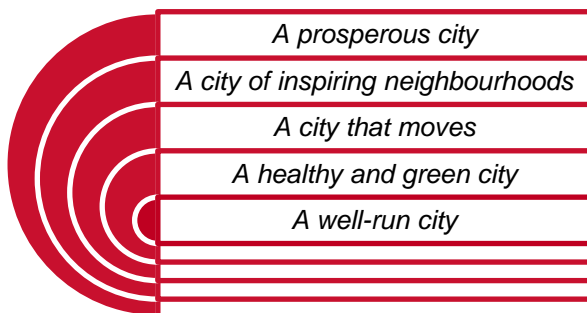 A prosperous city
A city of inspiring neighbourhoods
A city that moves
A healthy and green city
A well-run city